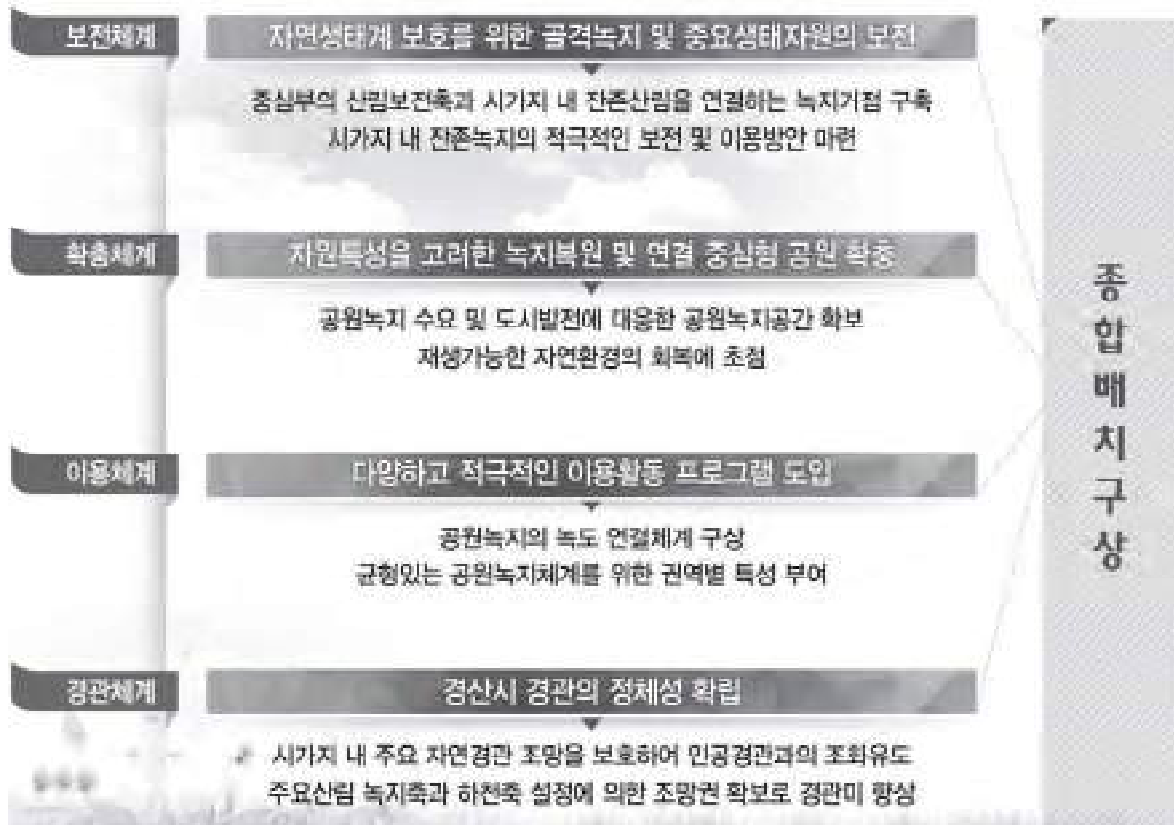 보전체계
자연생태계 보호를 위한 골격녹지 및 중요생태자원의 보전
중심부의 산림보전축과 시가지 내 잔존산림을 연결하는 녹지거점 구축
시가지 내 잔존녹지의 적극적인 보전 및 이용방안 마련
확충체계
자원특성을 고려한 녹지복원 및 연결 중심형 공원 확충
공원녹지 수요 및 도시발전에 대응한 공원녹지공간 확보
재생가능한 자연환경의 회복에 초점
이용체계
다양하고 적극적인 이용활동 프로그램 도입
공원녹지의 녹도 연결체계 구상
균형있는 공원녹지체계를 위한 권역별 특성 부여
경관체계
경산시 경관의 정체성 확립
시가지 내 주요 자연경관 조망을 보호하여 인공경관과의 조화유도
주요산림 녹지축과 하천축 설정에 의한 조망권 확보로 경관미 향상
종합배치구상